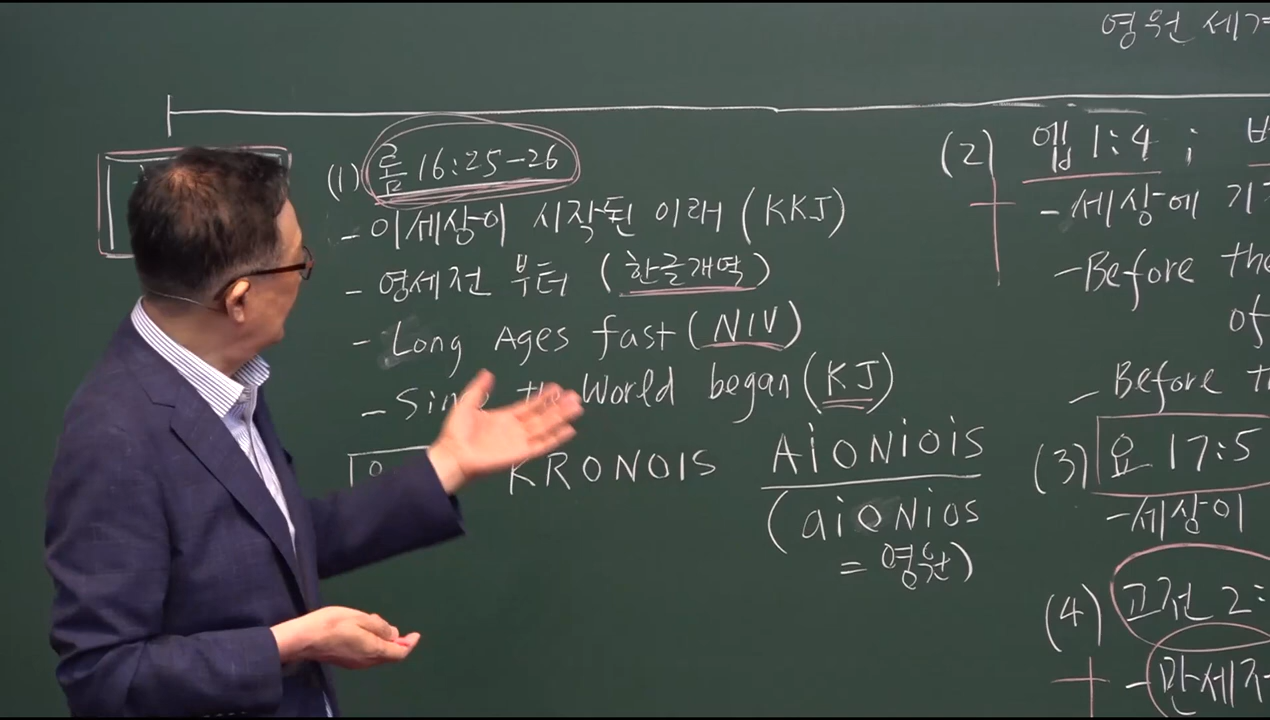 영원 세계
(1) 롬 16:25-26
- 이세상이 시작된 이래 (KKJ)
- 영세전 부터 (한글개역)
- Long Ages fast (NIV)
- Since the World began (KJ)
KRONOIS AiONiOiS
(aioNios
= 영원)
(2) 엡 1:4 ;
- 세상에
- Before the
of
- Before
(3) 요 17:5
- 세상이
(4) 고전 2:
- 만세